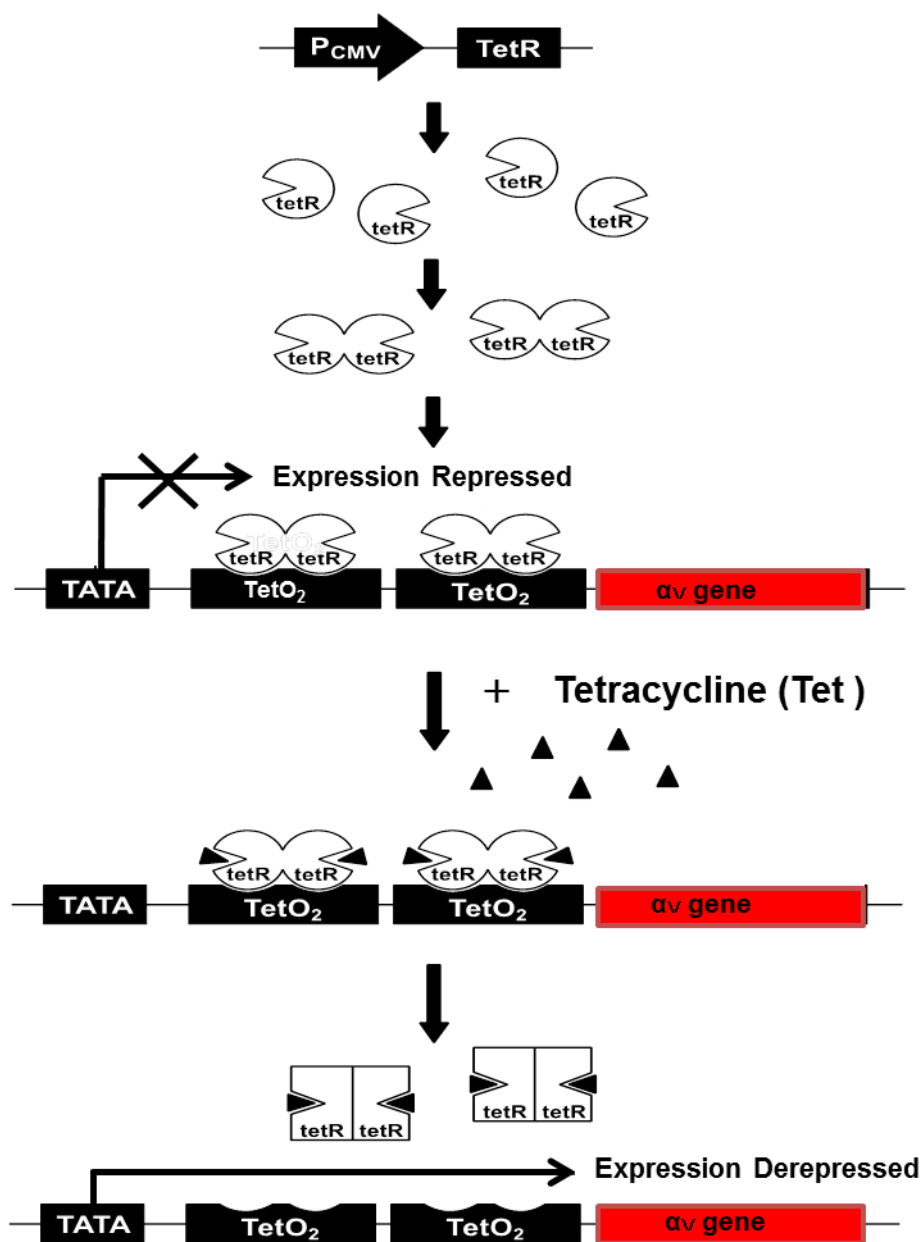 PCMV TetR
tetR tetR tetR tetR
tetR tetR tetR tetR
Expression Repressed
TetO2
tetR tetR tetR tetR
TATA TetO2 TetO2 αv gene
+ Tetracycline (Tet )
tetR tetR tetR tetR
TATA TetO2 TetO2 αv gene
tetR tetR tetR tetR
Expression Derepressed
TATA TetO2 TetO2 αv gene